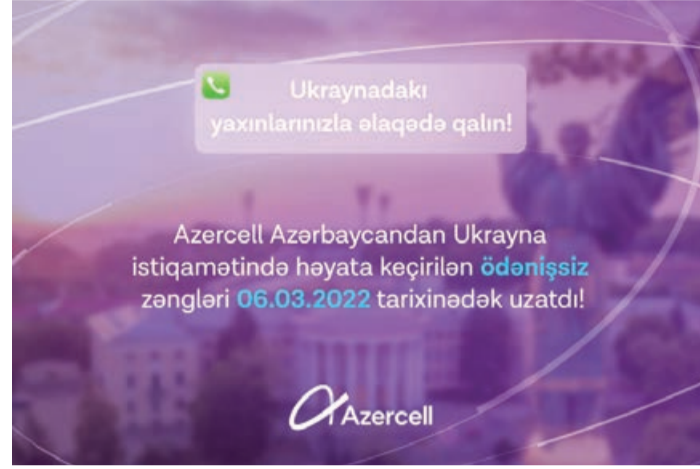 Ukraynadakı
yaxınlarınızla əlaqədə qalın!
Azercell Azərbaycandan Ukrayna
istiqamətində həyata keçirilən ödənişsiz
zəngləri 06.03.2022 tarixinədək uzatdı!
Azercell